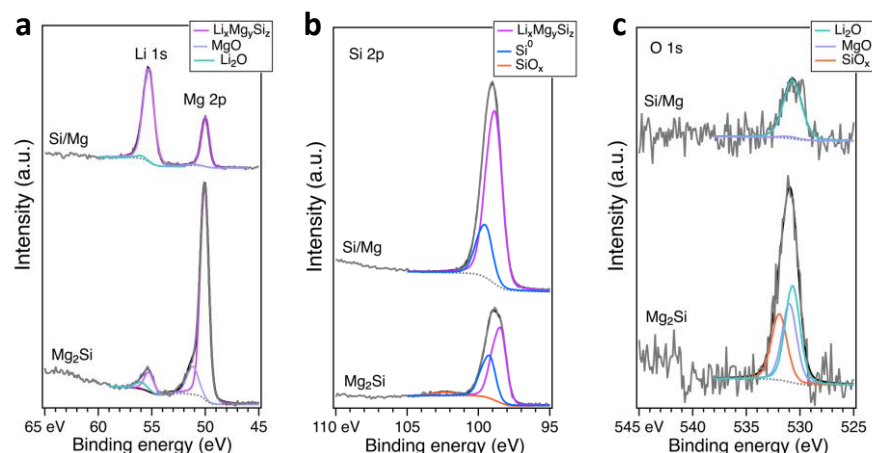 a
Li 1s
Mg 2p
LiₓMgᵧSi_z
MgO
Li₂O
Si/Mg
Mg₂Si
Intensity (a.u.)
65 eV 60 55 50 45
Binding energy (eV)
b
Si 2p
LiₓMgᵧSi_z
Si⁰
SiOₓ
Si/Mg
Mg₂Si
Intensity (a.u.)
110 eV 105 100 95
Binding energy (eV)
c
O 1s
Li₂O
MgO
SiOₓ
Si/Mg
Mg₂Si
Intensity (a.u.)
545 eV 540 535 530 525
Binding energy (eV)